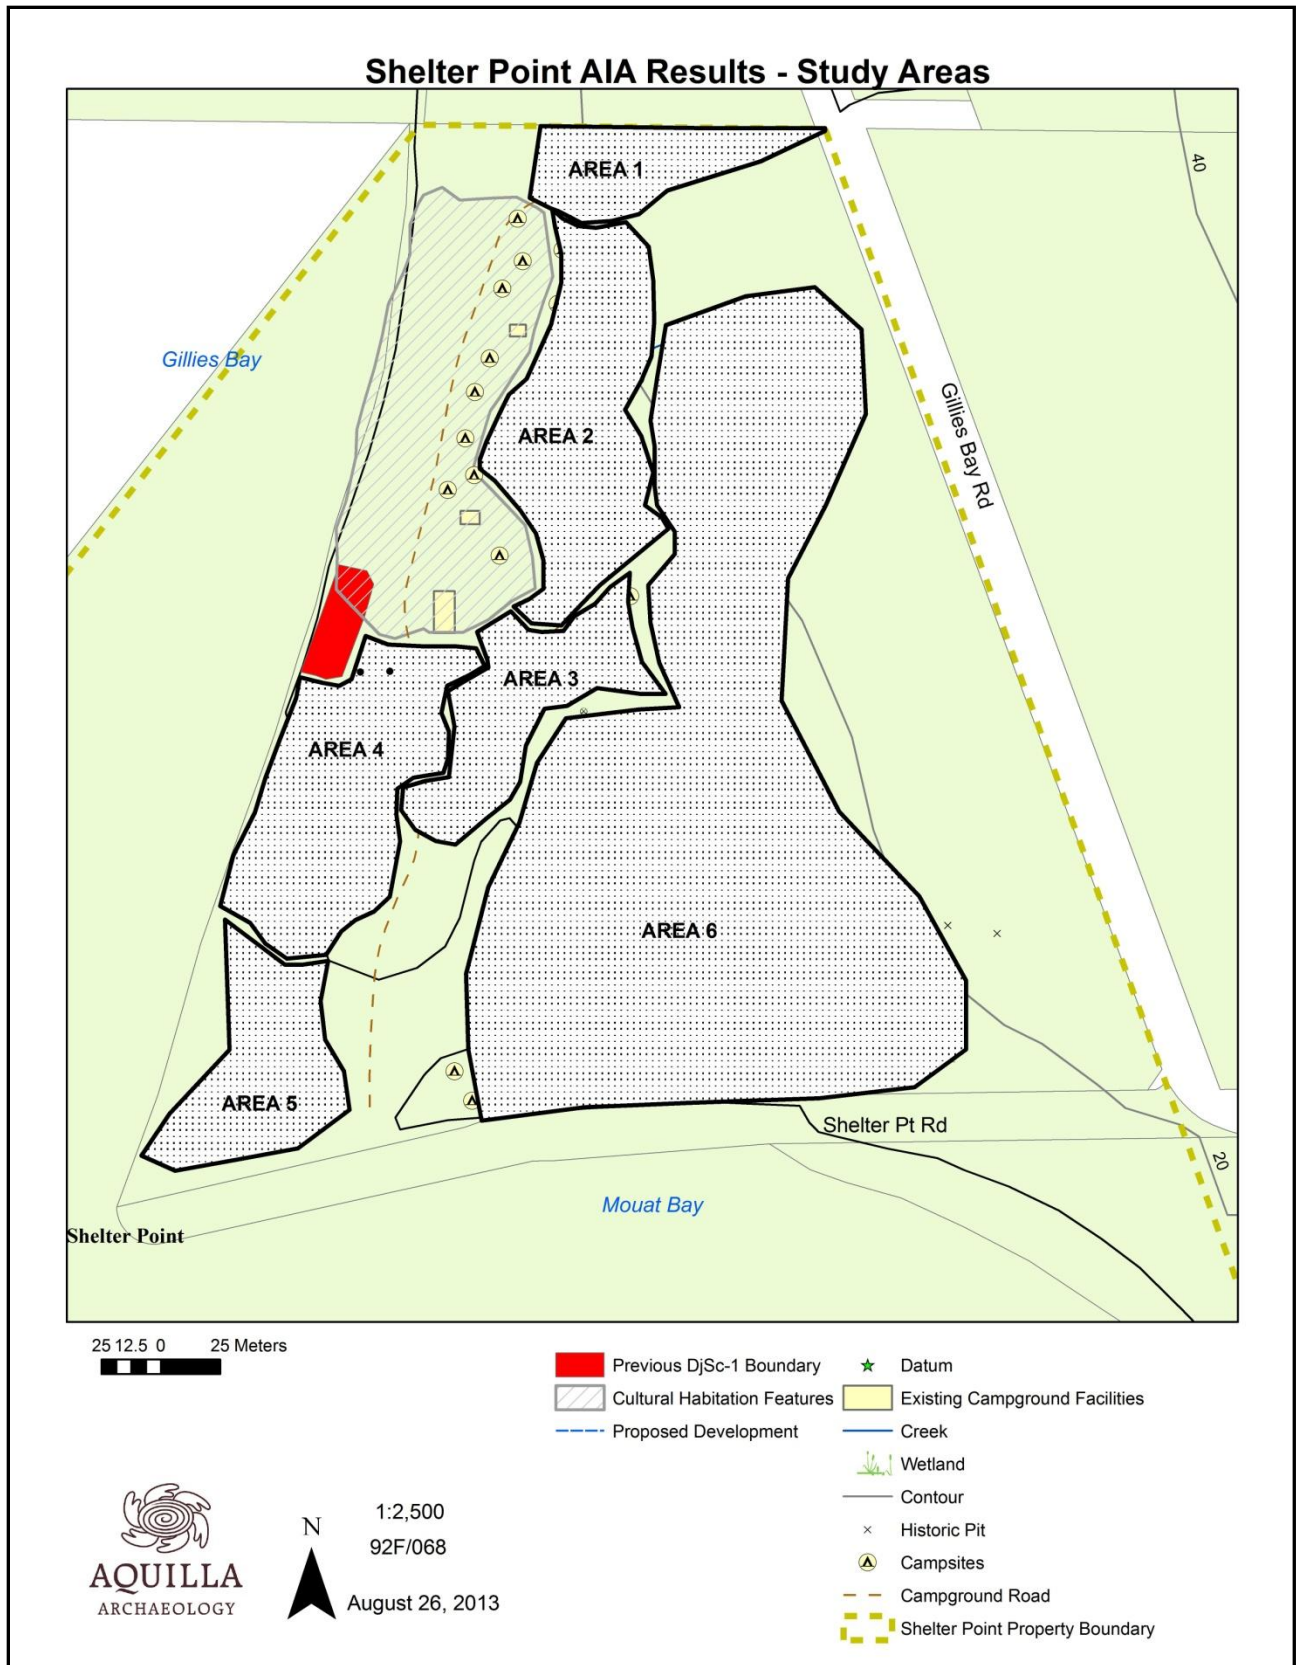 Shelter Point AIA Results - Study Areas
AREA 1
40
Gillies Bay
Gillies Bay Rd
AREA 2
AREA 3
AREA 4
AREA 6
AREA 5
Shelter Pt Rd
20
Mouat Bay
Shelter Point
25 12.5 0 25 Meters
Previous DjSc-1 Boundary
Cultural Habitation Features
Proposed Development
Datum
Existing Campground Facilities
Creek
Wetland
Contour
Historic Pit
Campsites
Campground Road
Shelter Point Property Boundary
AQUILLA
ARCHAEOLOGY
N
1:2,500
92F/068
August 26, 2013